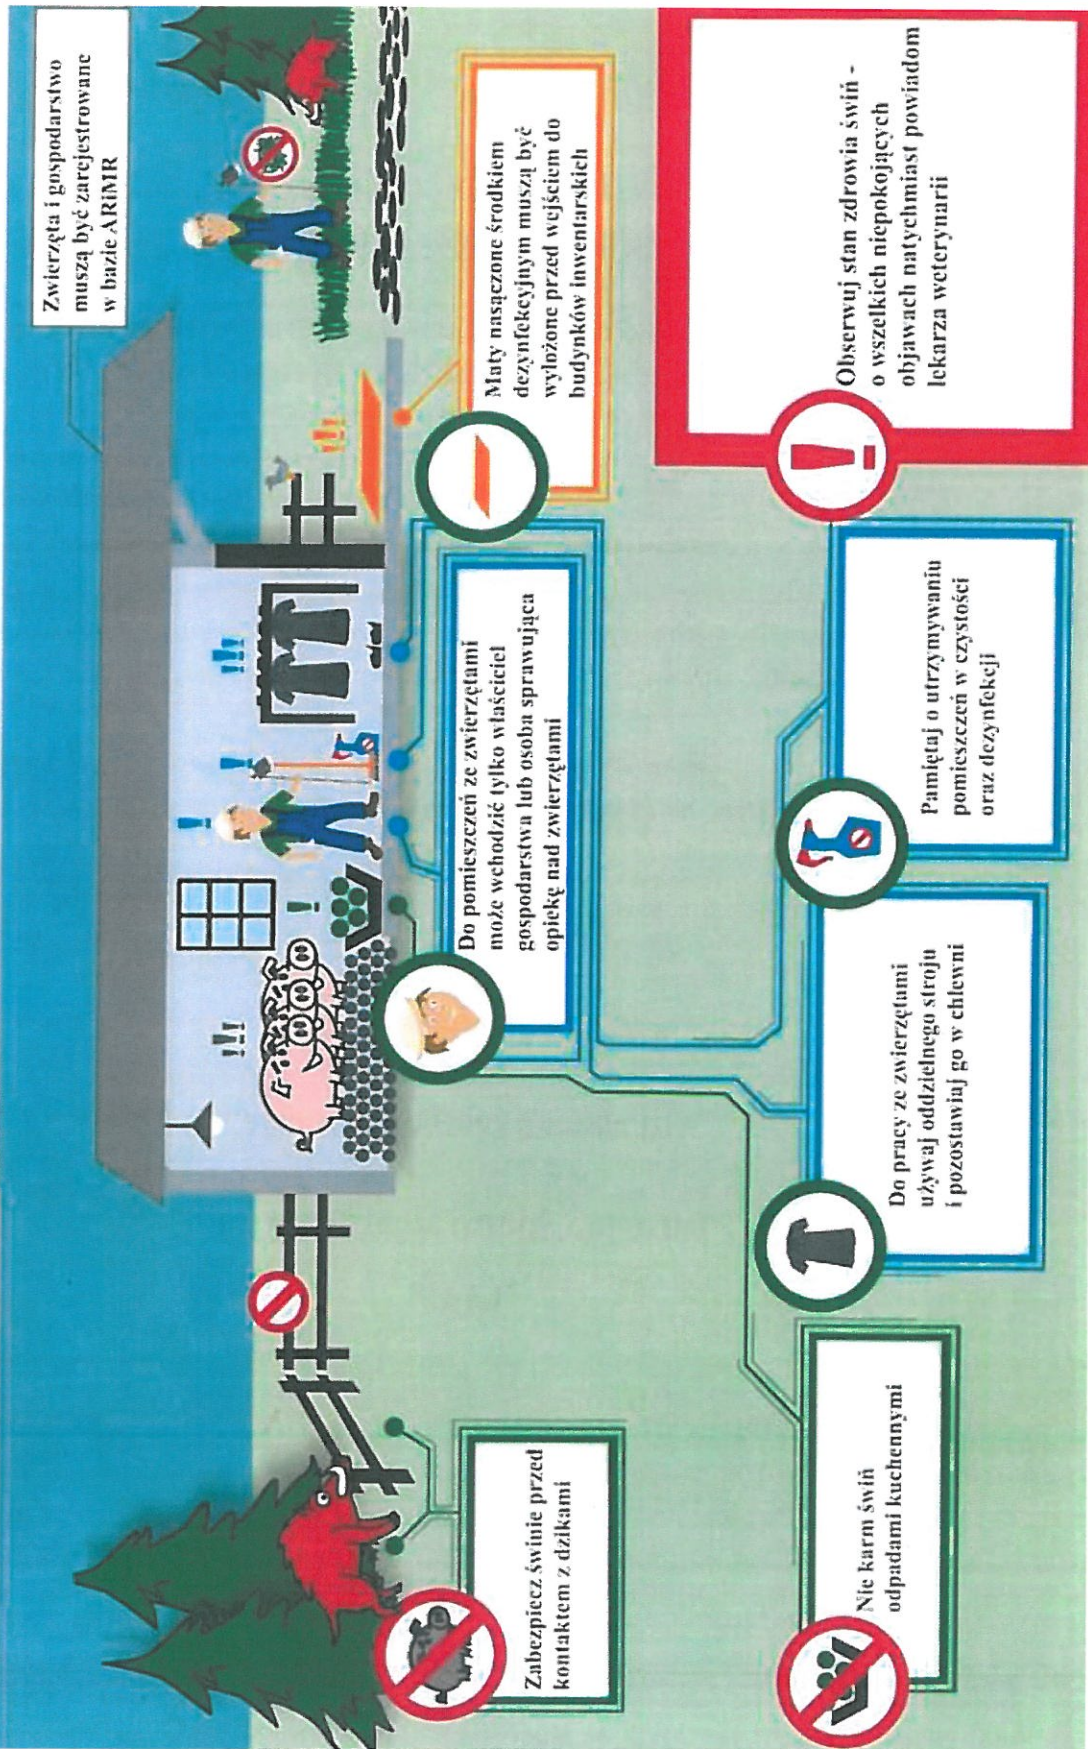 Zwierzęta i gospodarstwo
muszą być zarejestrowane
w bazie ARiMR
Zabezpiecz świnie przed
kontaktem z dzikami
Do pomieszczeń ze zwierzętami
może wchodzić tylko właściciel
gospodarstwa lub osoba sprawująca
opiekę nad zwierzętami
Maty nasączone środkiem
dezynfekcyjnym muszą być
wyłożone przed wejściem do
budynków inwentarskich
Nie karm świń
odpadami kuchennymi
Do pracy ze zwierzętami
używaj oddzielnego stroju
i pozostawiaj go w chlewni
Pamiętaj o utrzymywaniu
pomieszczeń w czystości
oraz dezynfekcji
Obserwuj stan zdrowia świń -
o wszelkich niepokojących
objawach natychmiast powiadom
lekarza weterynarii